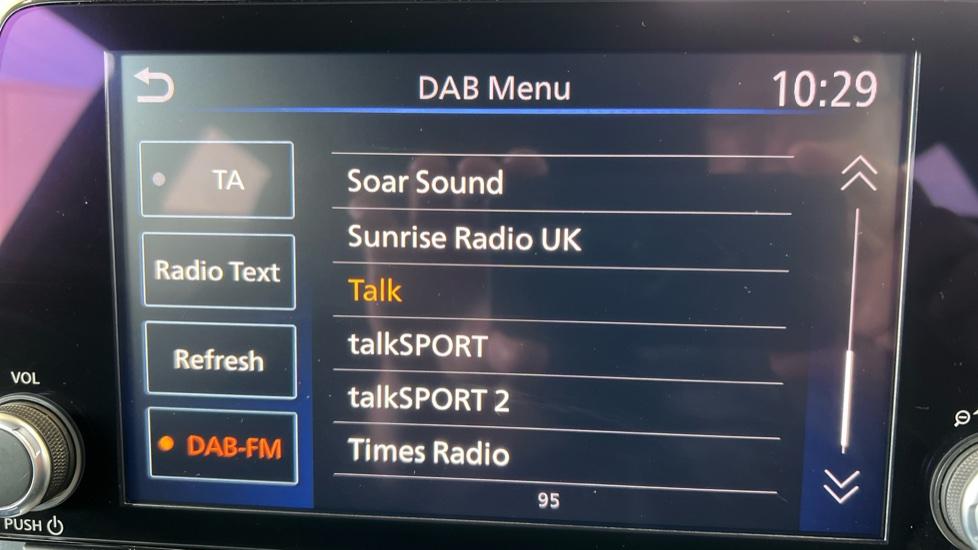 DAB Menu
10:29
TA
Soar Sound
Sunrise Radio UK
Radio Text
Talk
talkSPORT
Refresh
talkSPORT 2
DAB-FM
Times Radio
95
VOL
PUSH